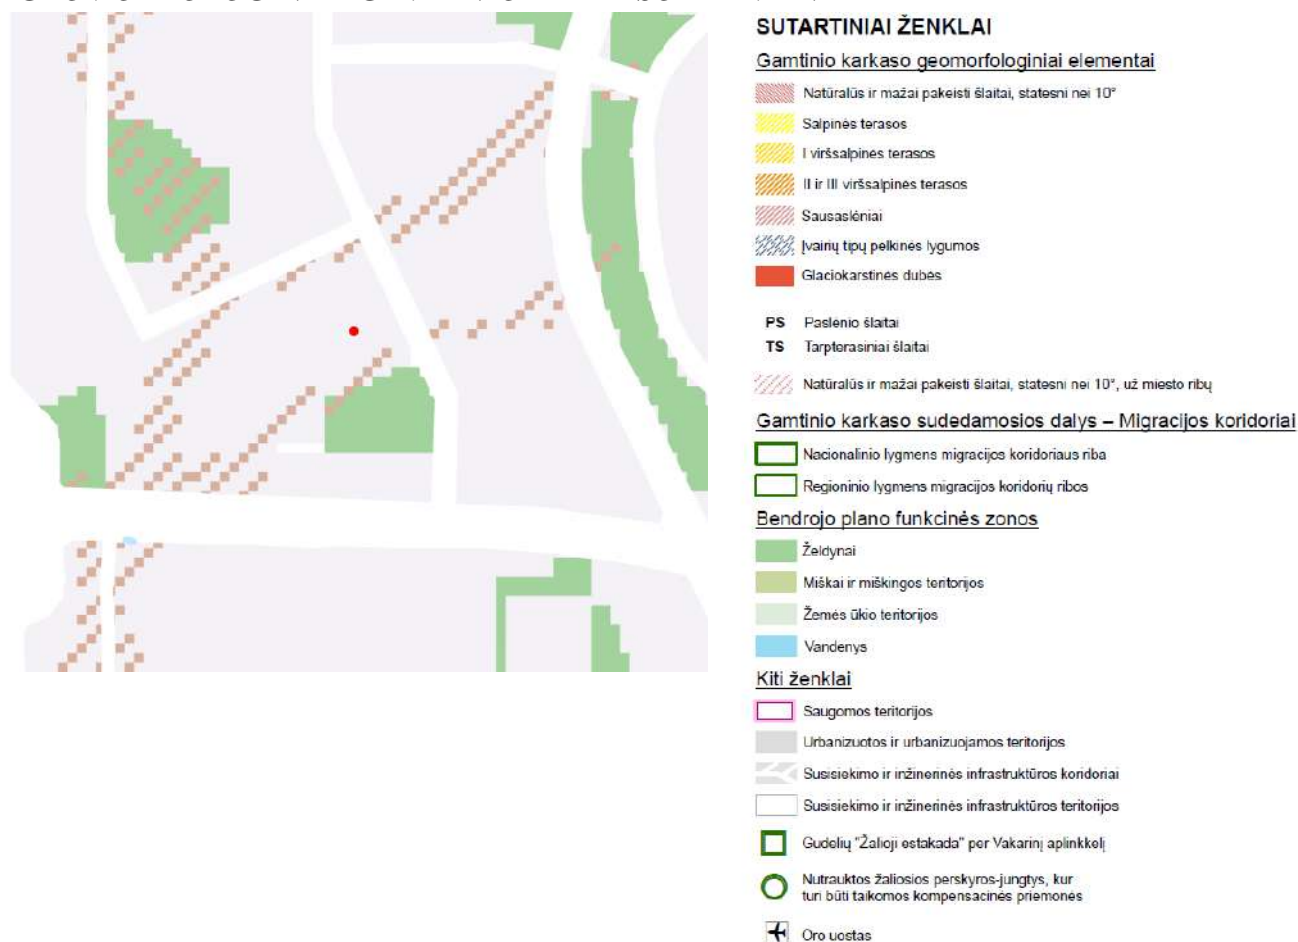 SUTARTINIAI ŽENKLAI
Gamtinio karkaso geomorfologiniai elementai
Natūralūs ir mažai pakeisti šlaitai, statesni nei 10°
Salpinės terasos
I viršsalpinės terasos
II ir III viršsalpinės terasos
Sausaslėniai
Įvairių tipų pelkinės lygumos
Glaciokarstinės dubės
PS Paslėnio šlaitai
TS Tarpterasiniai šlaitai
Natūralūs ir mažai pakeisti šlaitai, statesni nei 10°, už miesto ribų
Gamtinio karkaso sudedamosios dalys – Migracijos koridoriai
Nacionalinio lygmens migracijos koridoriaus riba
Regioninio lygmens migracijos koridorių ribos
Bendrojo plano funkcinės zonos
Želdynai
Miškai ir miškingos teritorijos
Žemės ūkio teritorijos
Vandenys
Kiti ženklai
Saugomos teritorijos
Urbanizuotos ir urbanizuojamos teritorijos
Susisiekimo ir inžinerinės infrastruktūros koridoriai
Susisiekimo ir inžinerinės infrastruktūros teritorijos
Gudelių "Žalioji estakada" per Vakarinį aplinkkelį
Nutrauktos žaliosios perskyros-jungtys, kur
turi būti taikomos kompensacinės priemonės
Oro uostas